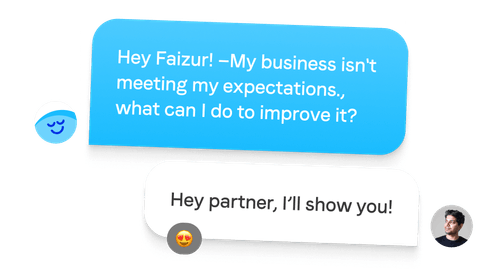 Hey Faizur! –My business isn't
meeting my expectations.,
what can I do to improve it?
Hey partner, I’ll show you!